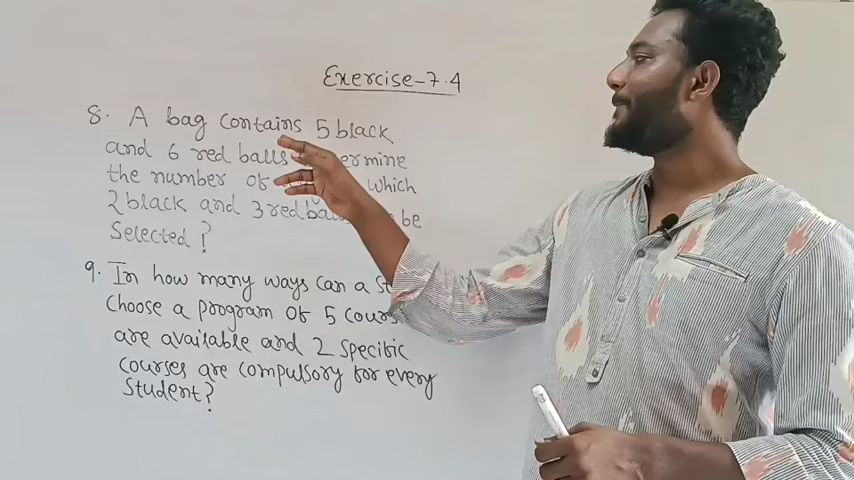 Exercise-7.4
8. A bag contains 5 black
and 6 red balls ermine
the number of which
2 black and 3 red balls be
Selected?
9. In how many ways can a
Choose a program of 5
are available and 2 Specific
Courses are Compulsory for every
Student?